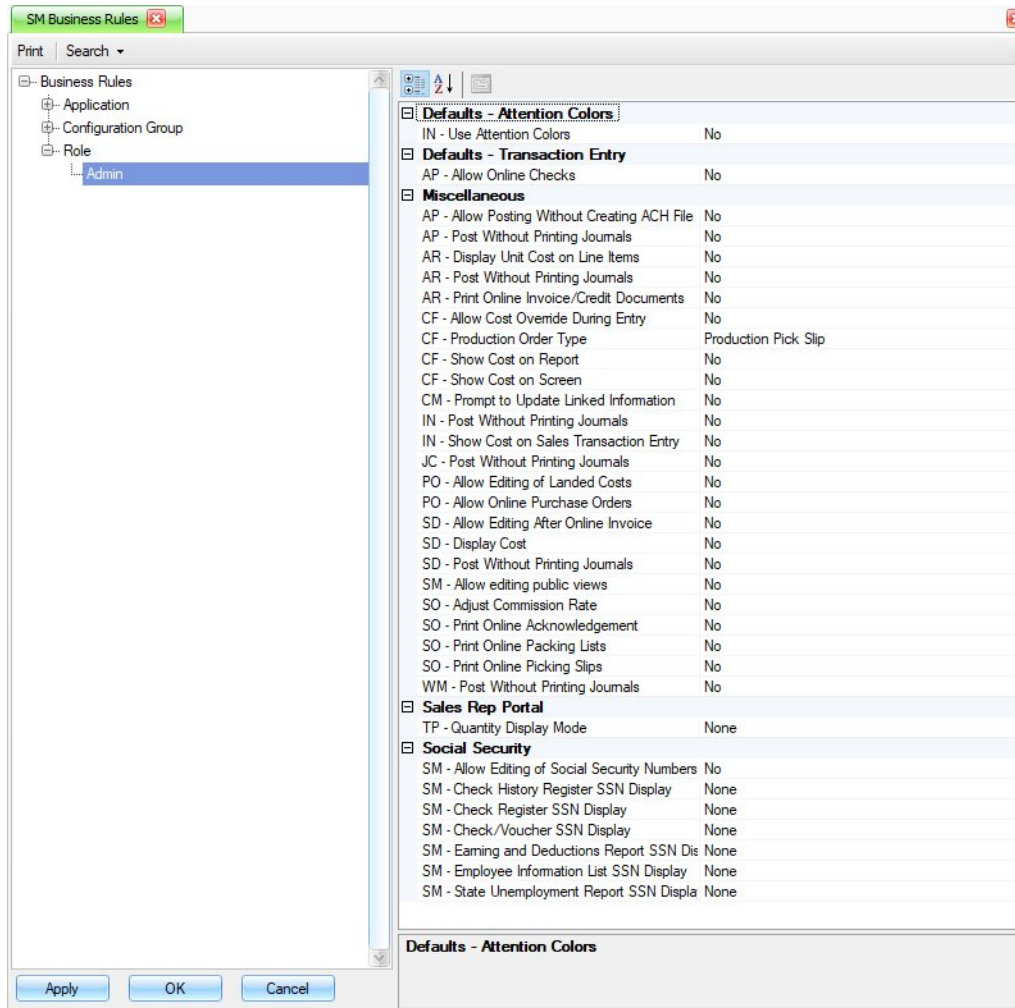 SM Business Rules
Print Search
Business Rules
Application
Configuration Group
Role
Admin
Defaults - Attention Colors
IN - Use Attention Colors No
Defaults - Transaction Entry
AP - Allow Online Checks No
Miscellaneous
AP - Allow Posting Without Creating ACH File No
AP - Post Without Printing Journals No
AR - Display Unit Cost on Line Items No
AR - Post Without Printing Journals No
AR - Print Online Invoice/Credit Documents No
CF - Allow Cost Override During Entry No
CF - Production Order Type Production Pick Slip
CF - Show Cost on Report No
CF - Show Cost on Screen No
CM - Prompt to Update Linked Information No
IN - Post Without Printing Journals No
IN - Show Cost on Sales Transaction Entry No
JC - Post Without Printing Journals No
PO - Allow Editing of Landed Costs No
PO - Allow Online Purchase Orders No
SD - Allow Editing After Online Invoice No
SD - Display Cost No
SD - Post Without Printing Journals No
SM - Allow editing public views No
SO - Adjust Commission Rate No
SO - Print Online Acknowledgement No
SO - Print Online Packing Lists No
SO - Print Online Picking Slips No
WM - Post Without Printing Journals No
Sales Rep Portal
TP - Quantity Display Mode None
Social Security
SM - Allow Editing of Social Security Numbers No
SM - Check History Register SSN Display None
SM - Check Register SSN Display None
SM - Check/Voucher SSN Display None
SM - Earning and Deductions Report SSN Dis None
SM - Employee Information List SSN Display None
SM - State Unemployment Report SSN Displa None
Defaults - Attention Colors
Apply OK Cancel